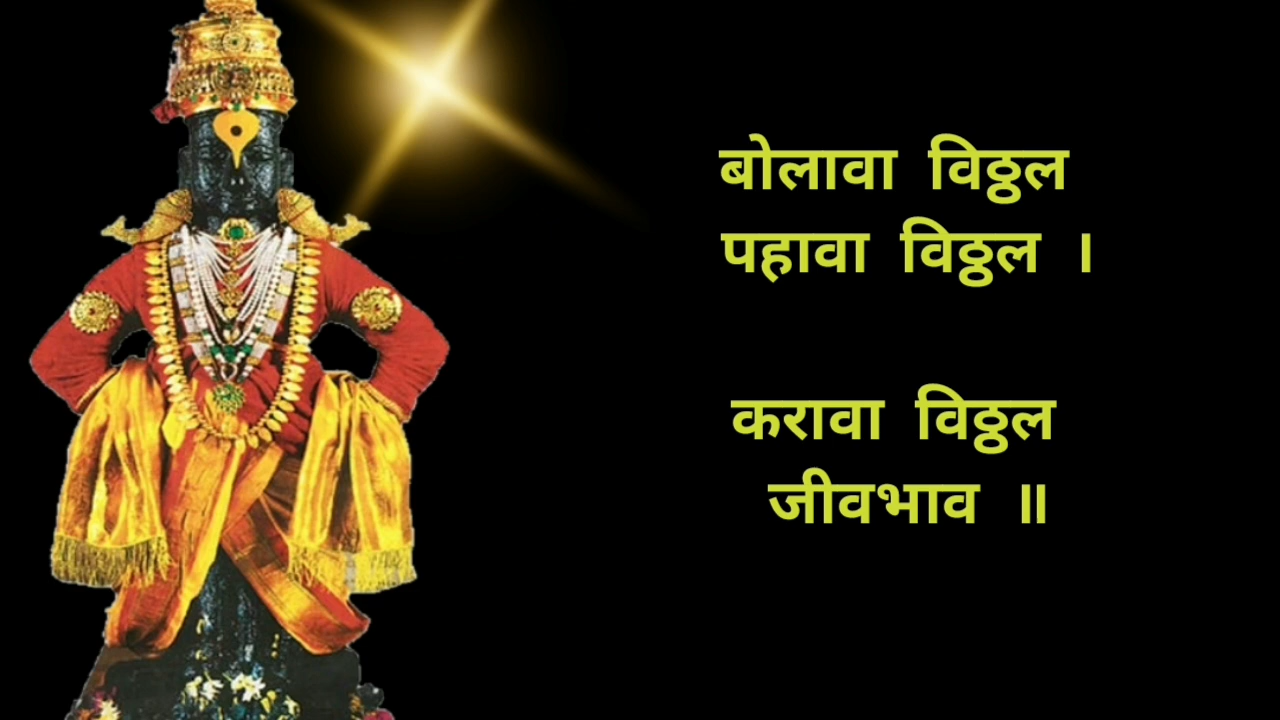 बोलावा विठ्ठल
पहावा विठ्ठल ।
करावा विठ्ठल
जीवभाव ॥